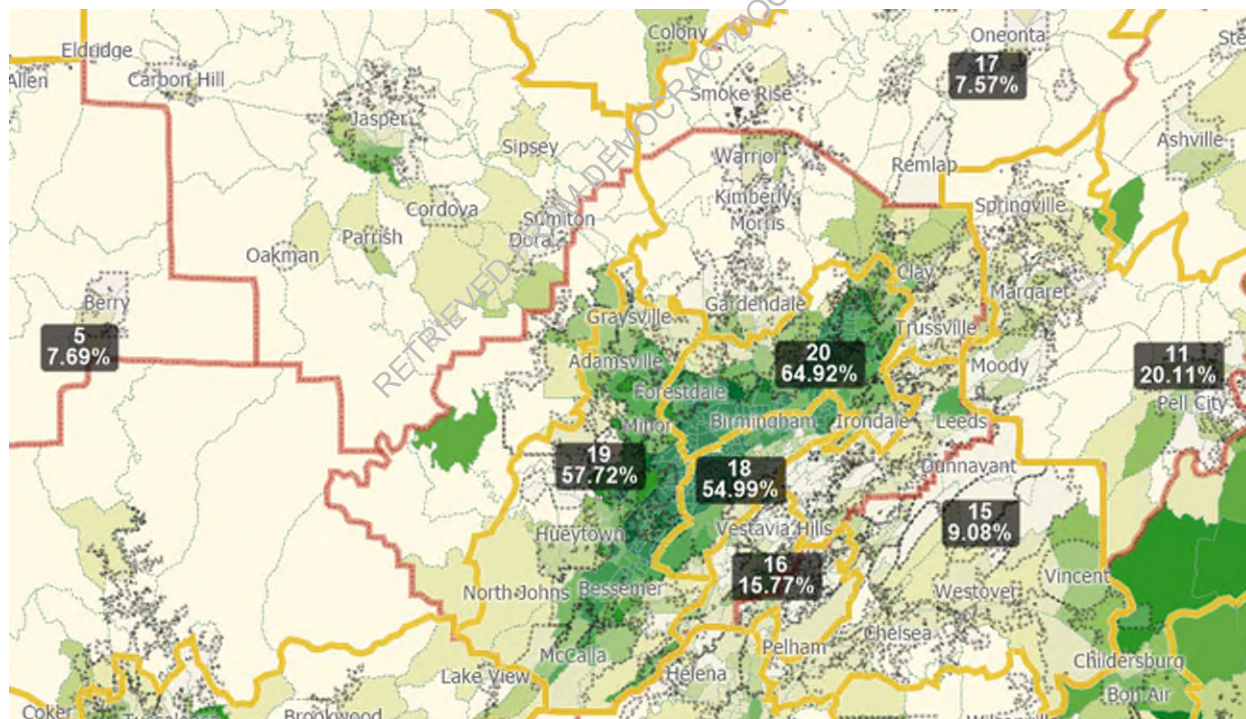 Colony
Oneonta
Eldridge
Allen
Carbon Hill
17
7.57%
Smoke Rise
Jasper
Sipsey
Ashville
Warrior
Remlap
Kimberly
Morris
Cordova
Sumiton
Springville
Parrish
Dora
Oakman
Clay
Berry
Gardendale
Margaret
Graysville
Trussville
5
7.69%
20
64.92%
11
20.11%
Adamsville
Moody
Forestdale
Pell City
Birmingham
Irondale
Leeds
Minor
19
57.72%
18
54.99%
Dunnavant
15
9.08%
Hueytown
Vestavia Hills
16
15.77%
Vincent
North Johns
Bessemer
Westover
Chelsea
Pelham
McCalla
Childersburg
Lake View
Helena
Bon Air
Coker
Brookwood
RETRIEVED FROM DEMOCRACYDOC